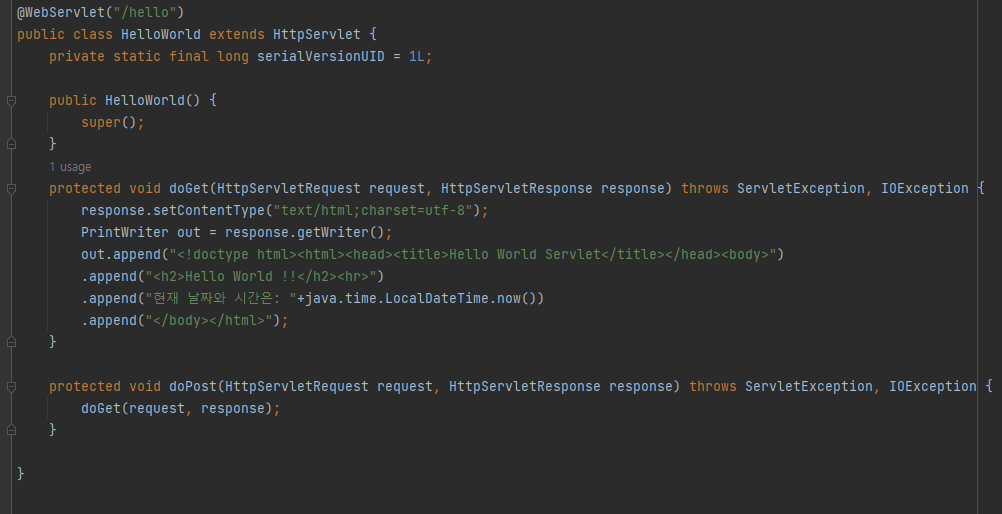 @WebServlet("/hello")
public class HelloWorld extends HttpServlet {
    private static final long serialVersionUID = 1L;
    public HelloWorld() {
        super();
    }
    1 usage
    protected void doGet(HttpServletRequest request, HttpServletResponse response) throws ServletException, IOException {
        response.setContentType("text/html;charset=utf-8");
        PrintWriter out = response.getWriter();
        out.append("<!doctype html><html><head><title>Hello World Servlet</title></head><body>")
        .append("<h2>Hello World !!</h2><hr>")
        .append("현재 날짜와 시간은: "+java.time.LocalDateTime.now())
        .append("</body></html>");
    }
    protected void doPost(HttpServletRequest request, HttpServletResponse response) throws ServletException, IOException {
        doGet(request, response);
    }
}